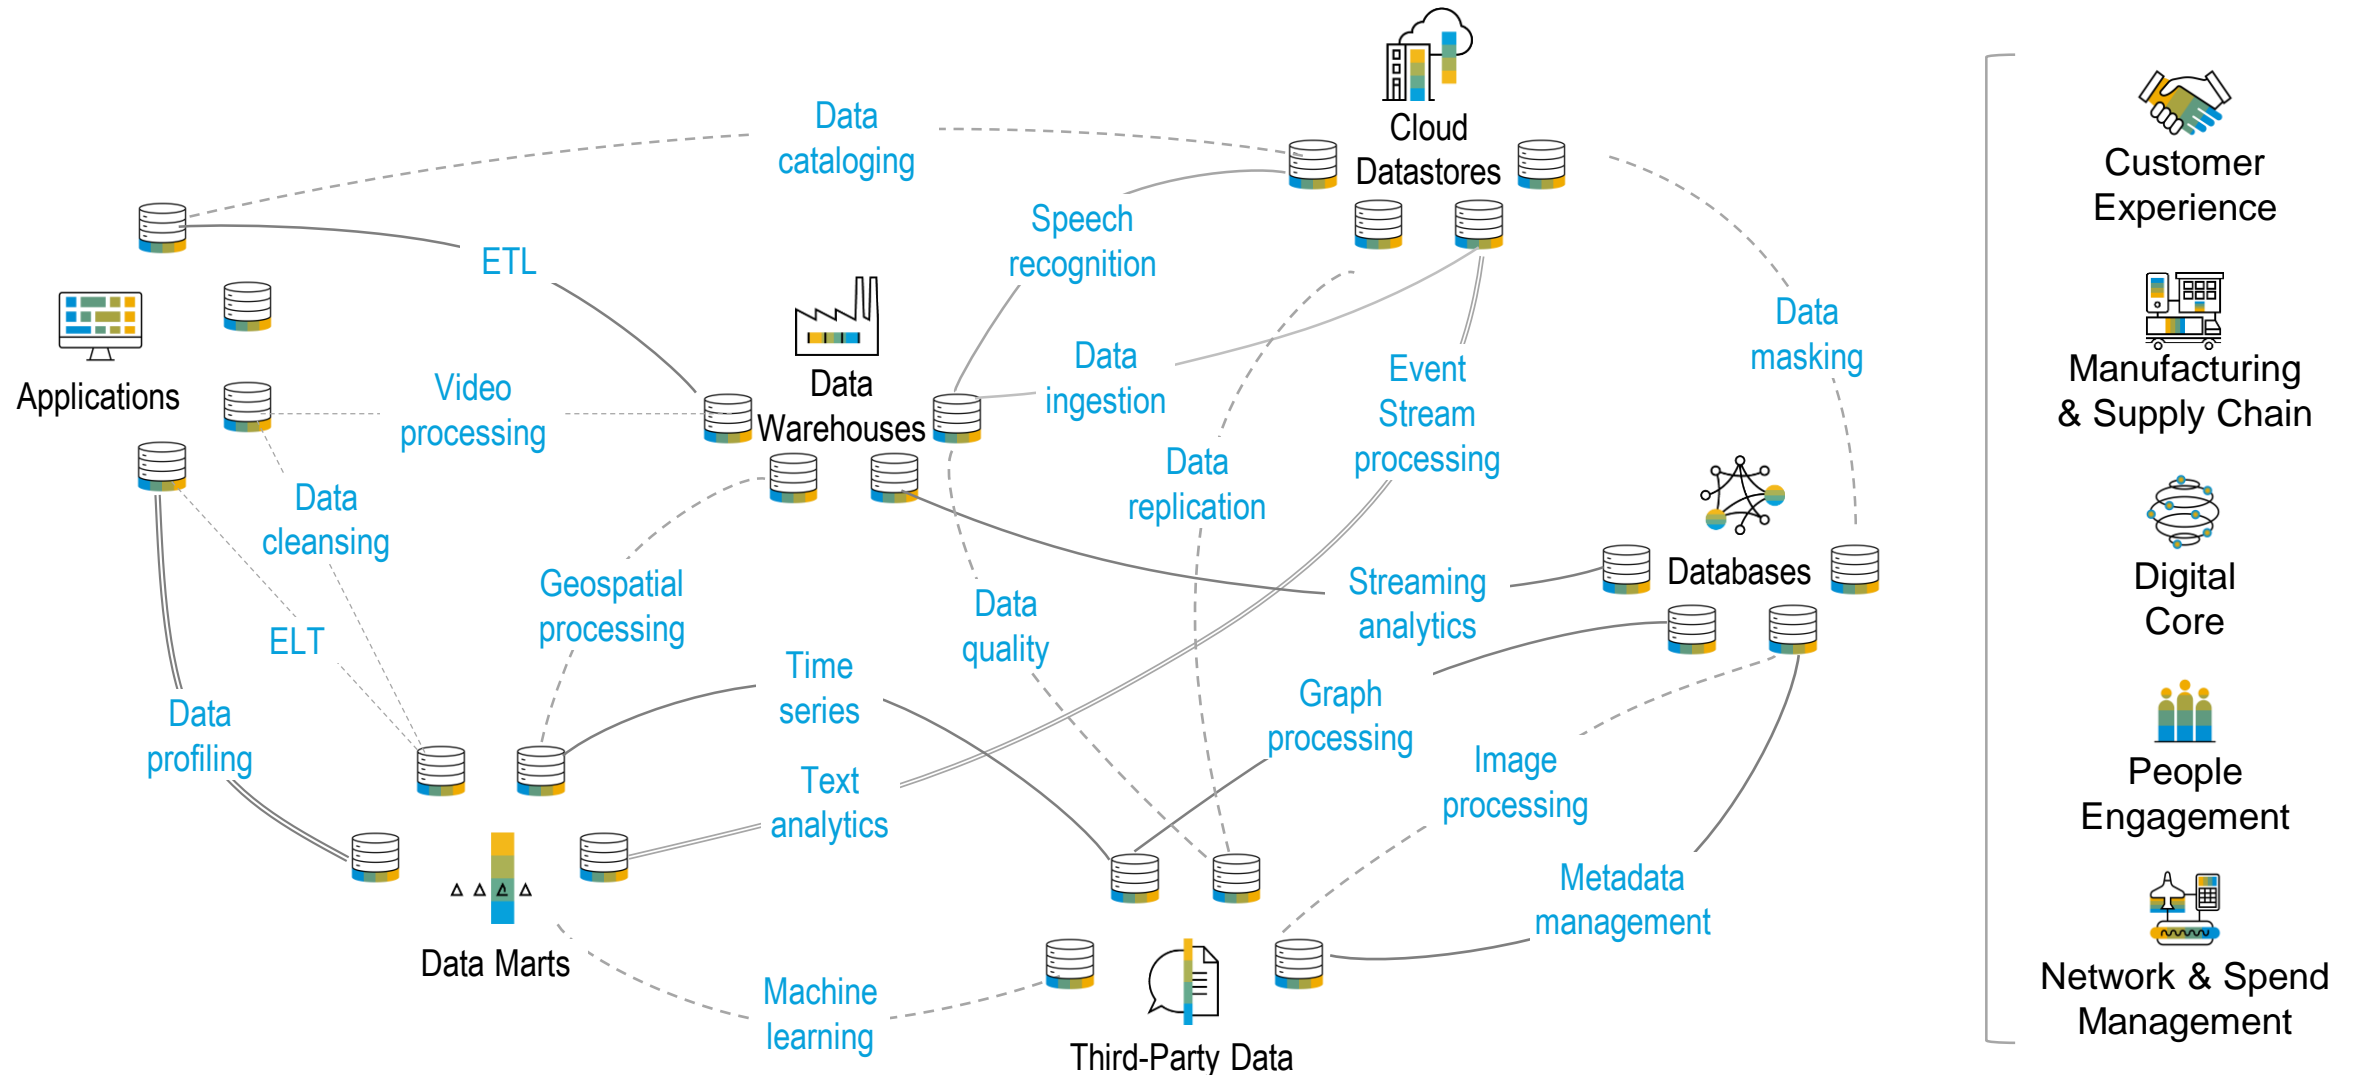 Data
cataloging
Cloud
Datastores
Speech
recognition
ETL
Applications
Video
processing
Data
Warehouses
Data
ingestion
Event
Stream
processing
Data
masking
Data
cleansing
Data
replication
Geospatial
processing
Data
quality
Streaming
analytics
Databases
ELT
Data
profiling
Time
series
Text
analytics
Graph
processing
Image
processing
Metadata
management
Data Marts
Machine
learning
Third-Party Data
Customer
Experience
Manufacturing
& Supply Chain
Digital
Core
People
Engagement
Network & Spend
Management